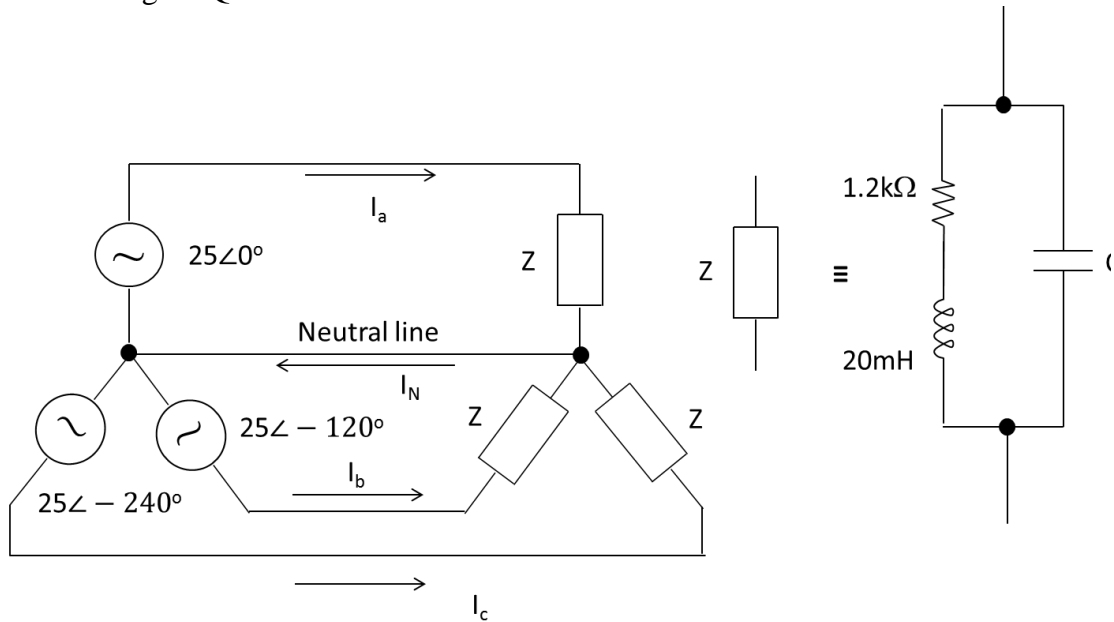 I_a
25∠0°
Z
Neutral line
I_N
Z
Z
25∠ − 120°
I_b
25∠ − 240°
I_c
Z
≡
1.2kΩ
20mH